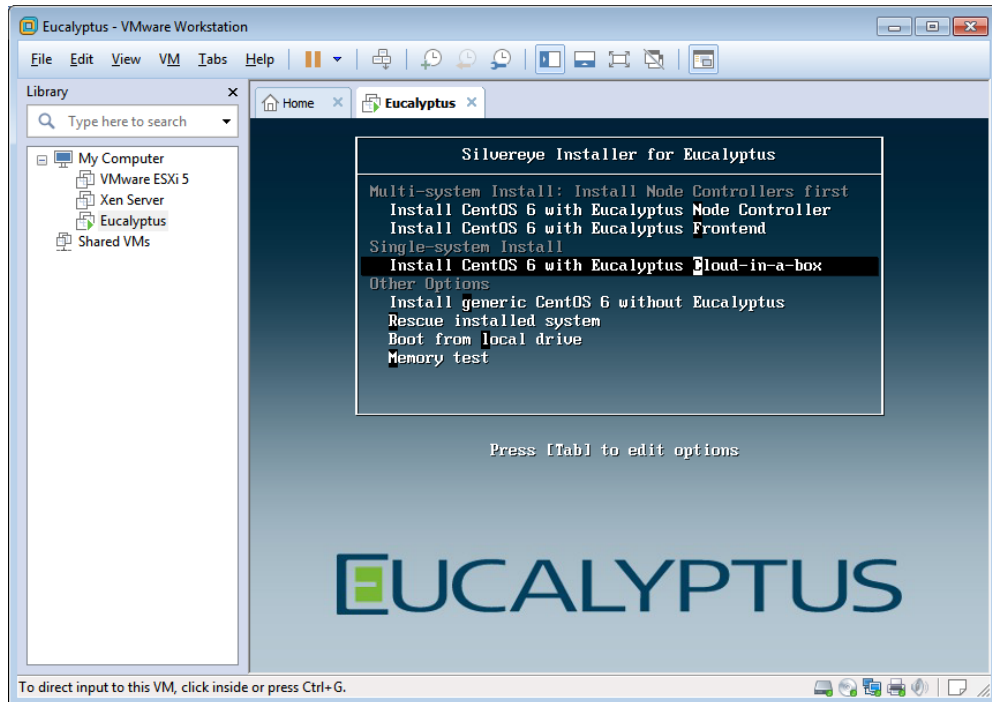 Eucalyptus - VMware Workstation
File Edit View VM Tabs Help
Library x
Type here to search
My Computer
VMware ESXi 5
Xen Server
Eucalyptus
Shared VMs
Home x Eucalyptus x
Silvereye Installer for Eucalyptus
Multi-system Install: Install Node Controllers first
Install CentOS 6 with Eucalyptus Node Controller
Install CentOS 6 with Eucalyptus Frontend
Single-system Install
Install CentOS 6 with Eucalyptus Cloud-in-a-box
Other Options
Install generic CentOS 6 without Eucalyptus
Rescue installed system
Boot from local drive
Memory test
Press [Tab] to edit options
EUCALYPTUS
To direct input to this VM, click inside or press Ctrl+G.